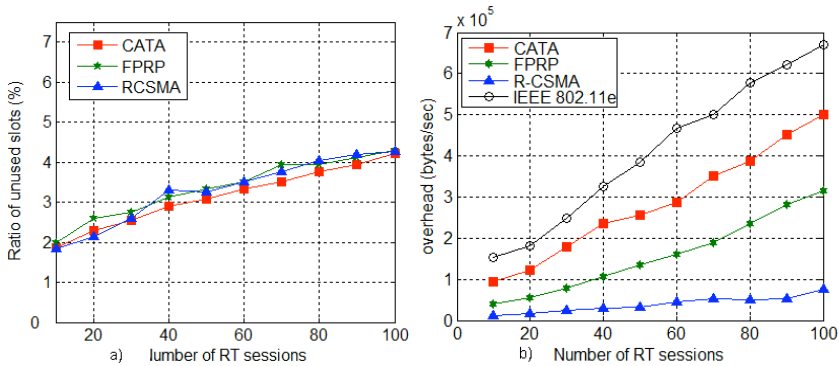 7
6
5
4
3
2
1
0
Ratio of unused slots (%)
CATA
FPRP
RCSMA
20
40
60
80
100
a)
lumber of RT sessions
x 10^5
7
6
5
4
3
2
1
0
overhead (bytes/sec)
CATA
FPRP
R-CSMA
IEEE 802.11e
0
20
40
60
80
100
b)
Number of RT sessions